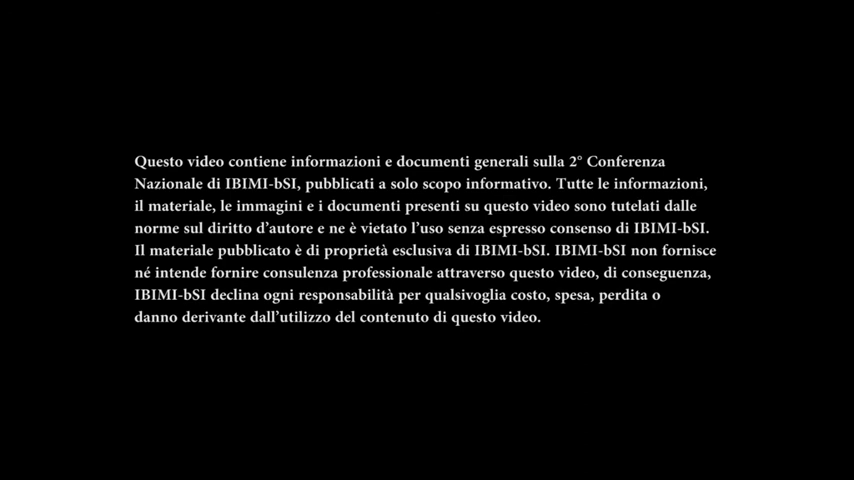 Questo video contiene informazioni e documenti generali sulla 2° Conferenza
Nazionale di IBIMI-bSI, pubblicati a solo scopo informativo. Tutte le informazioni,
il materiale, le immagini e i documenti presenti su questo video sono tutelati dalle
norme sul diritto d’autore e ne è vietato l’uso senza espresso consenso di IBIMI-bSI.
Il materiale pubblicato è di proprietà esclusiva di IBIMI-bSI. IBIMI-bSI non fornisce
né intende fornire consulenza professionale attraverso questo video, di conseguenza,
IBIMI-bSI declina ogni responsabilità per qualsivoglia costo, spesa, perdita o
danno derivante dall’utilizzo del contenuto di questo video.